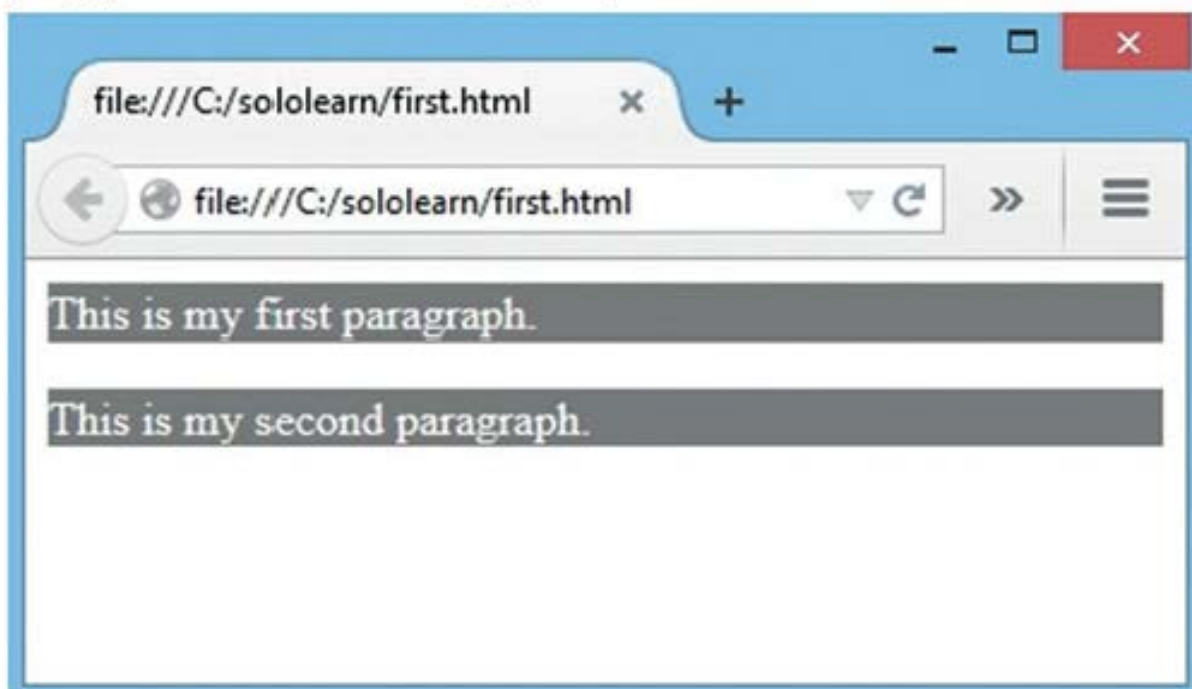 file:///C:/sololearn/first.html
file:///C:/sololearn/first.html
This is my first paragraph.
This is my second paragraph.